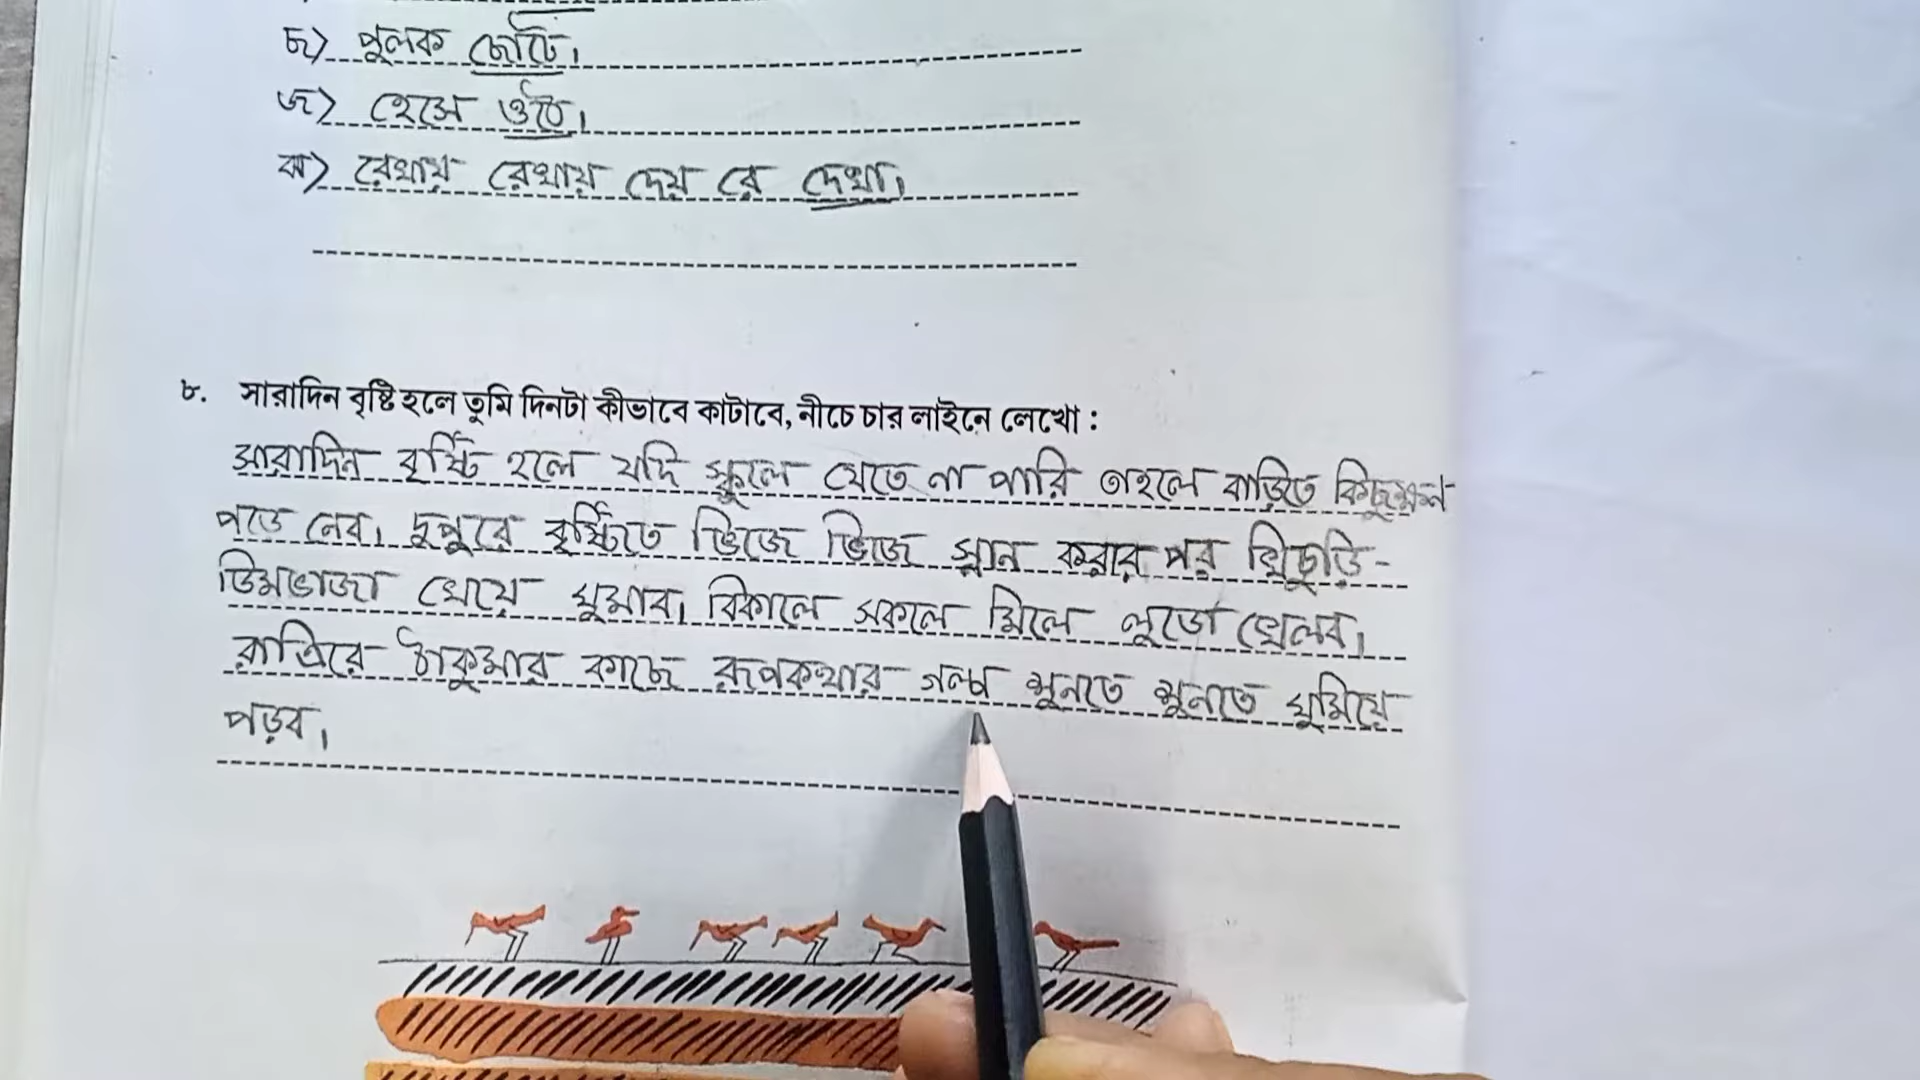 ছ) পুলক ছোটে।
জ) হেসে ওঠে।
ঝ) রেখায় রেখায় দেয় রে দেখা।
৮. সারাদিন বৃষ্টি হলে তুমি দিনটা কীভাবে কাটাবে, নীচে চার লাইনে লেখো :
সারাদিন বৃষ্টি হলে যদি স্কুলে যেতে না পারি তাহলে বাড়িতে কিছুক্ষন
পড়ে নেব। দুপুরে বৃষ্টিতে ভিজে ভিজে স্নান করার পর খিচুড়ি-
ডিমভাজা খেয়ে ঘুমাব। বিকালে সকলে মিলে লুডো খেলব।
রাত্রিরে ঠাকুমার কাছে রূপকথার গল্প শুনতে শুনতে ঘুমিয়ে
পড়ব।